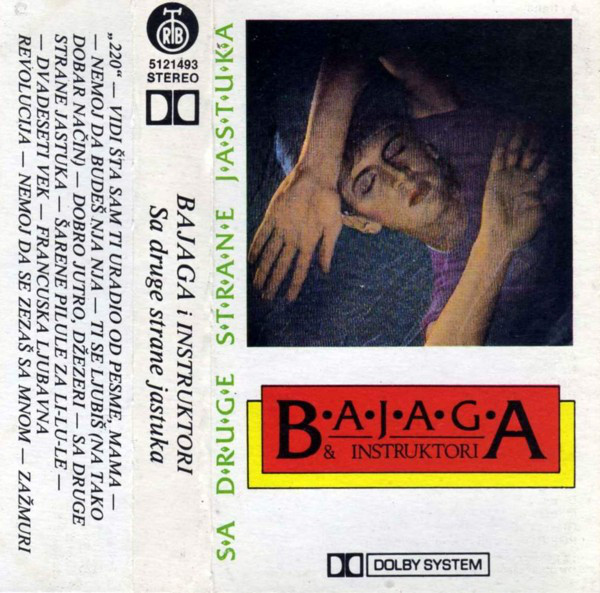 „220“ — VIDI ŠTA SAM TI URADIO OD PESME, MAMA —
— NEMOJ DA BUDEŠ NJA NJA — TI SE LJUBIŠ (NA TAKO
DOBAR NAČIN) — DOBRO JUTRO, DŽEZERI — SA DRUGE
STRANE JASTUKA — ŠARENE PILULE ZA LI-LU-LE —
— DVADESETI VEK — FRANCUSKA LJUBAVNA
REVOLUCIJA — NEMOJ DA SE ZEZAŠ SA MNOM — ZAŽMURI
RTB
5121493
STEREO
BAJAGA i INSTRUKTORI
Sa druge strane jastuka
S·A D·R·U·G·E S·T·R·A·N·E J·A·S·T·U·K·A
B·A·J·A·G·A
& INSTRUKTORI
DOLBY SYSTEM